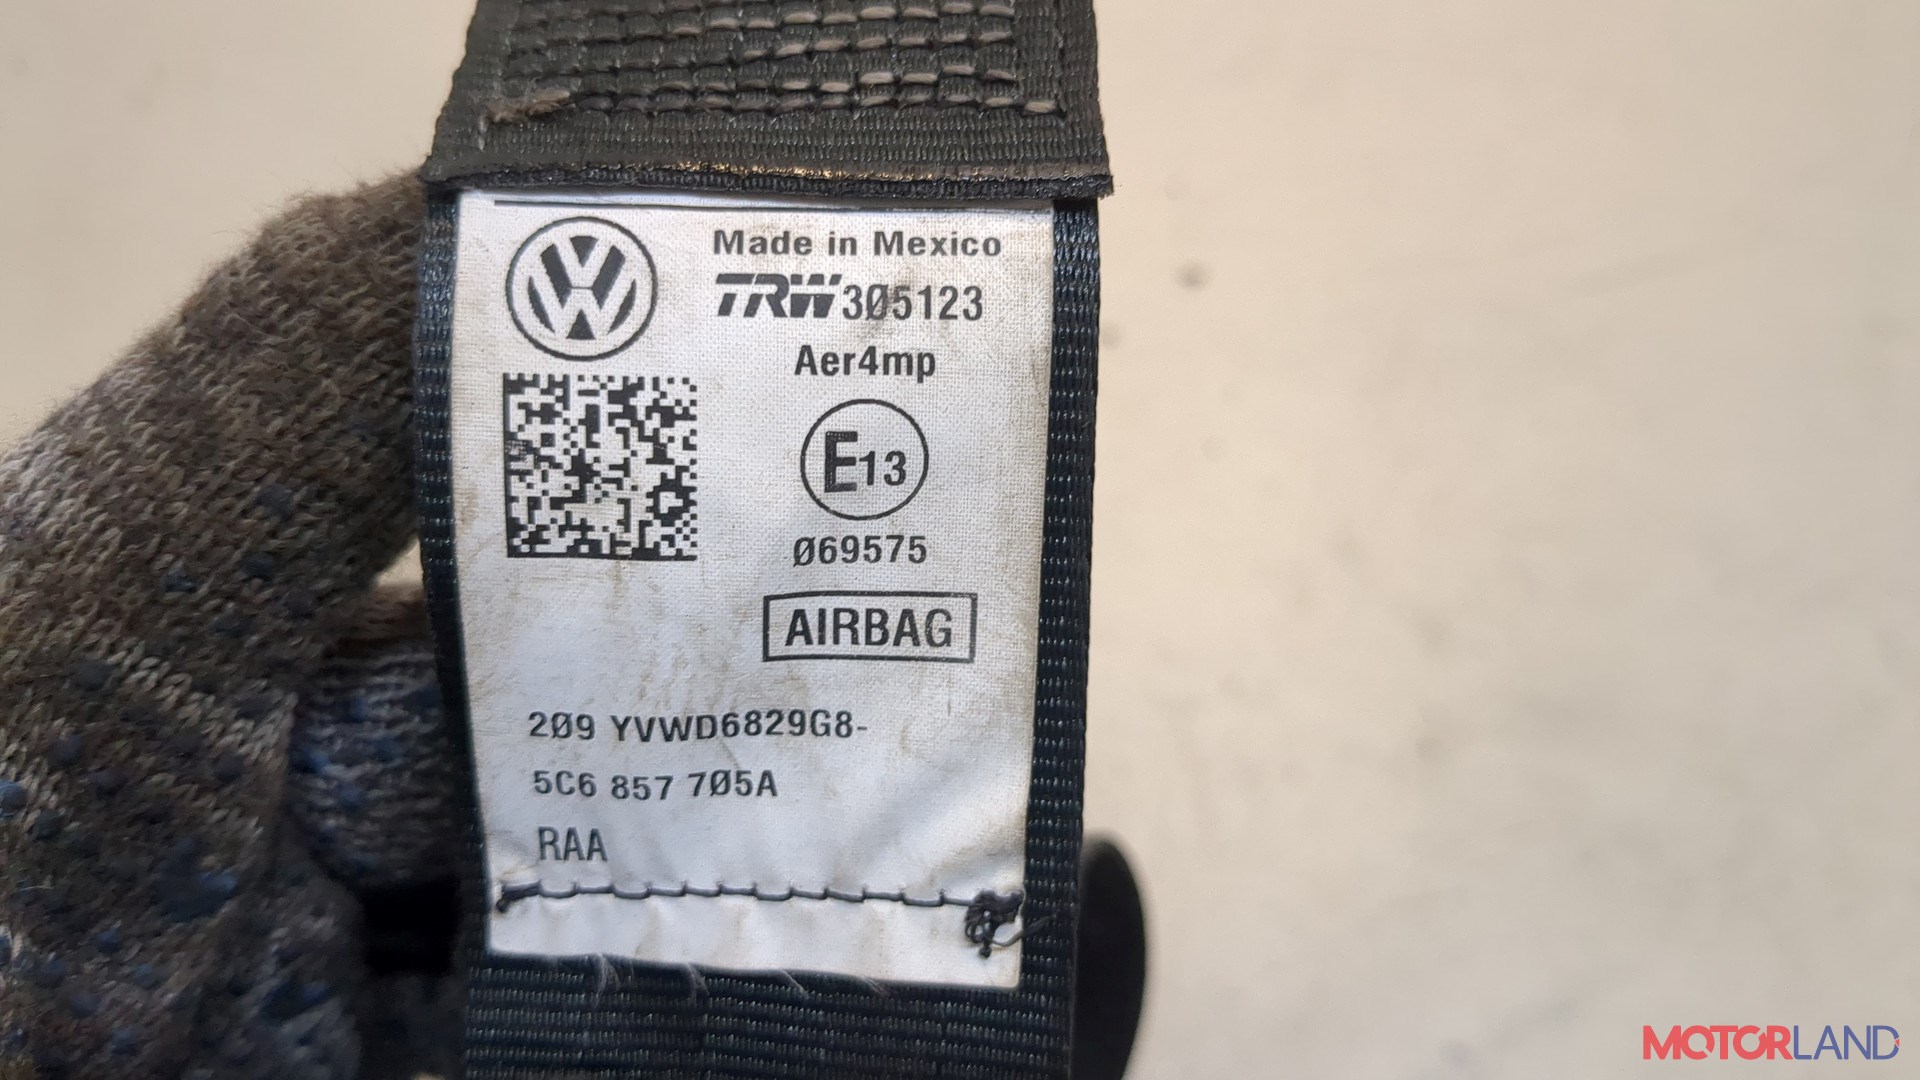 Made in Mexico
TRW 3Ø5123
Aer4mp
E13
Ø69575
AIRBAG
2Ø9 YVWD6829G8-
5C6 857 7Ø5A
RAA
MOTORLAND